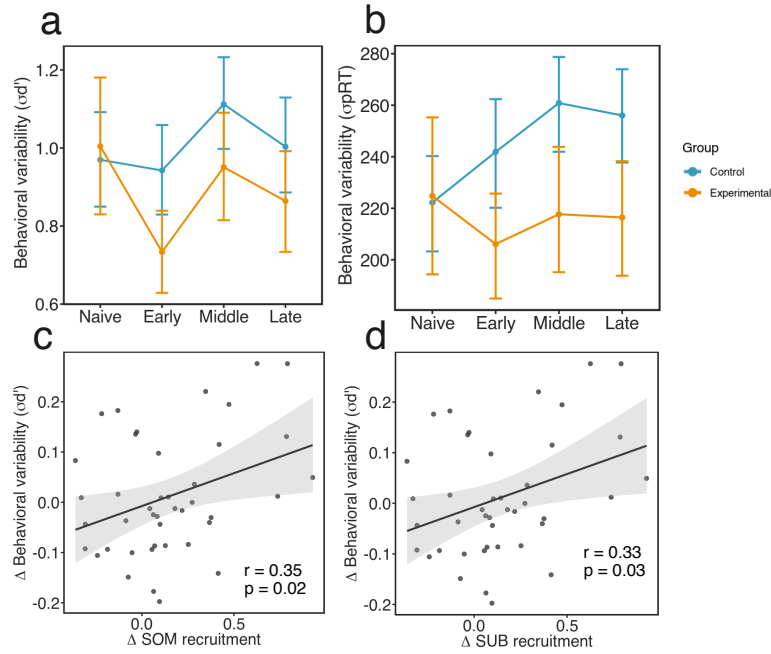 a
b
Behavioral variability (σd')
1.2
1.0
0.8
0.6
Naive
Early
Middle
Late
Behavioral variability (σpRT)
280
260
240
220
200
Naive
Early
Middle
Late
Group
Control
Experimental
c
d
Δ Behavioral variability (σd')
0.2
0.1
0.0
-0.1
-0.2
r = 0.35
p = 0.02
0.0
0.5
Δ SOM recruitment
Δ Behavioral variability (σd')
0.2
0.1
0.0
-0.1
-0.2
r = 0.33
p = 0.03
0.0
0.5
Δ SUB recruitment